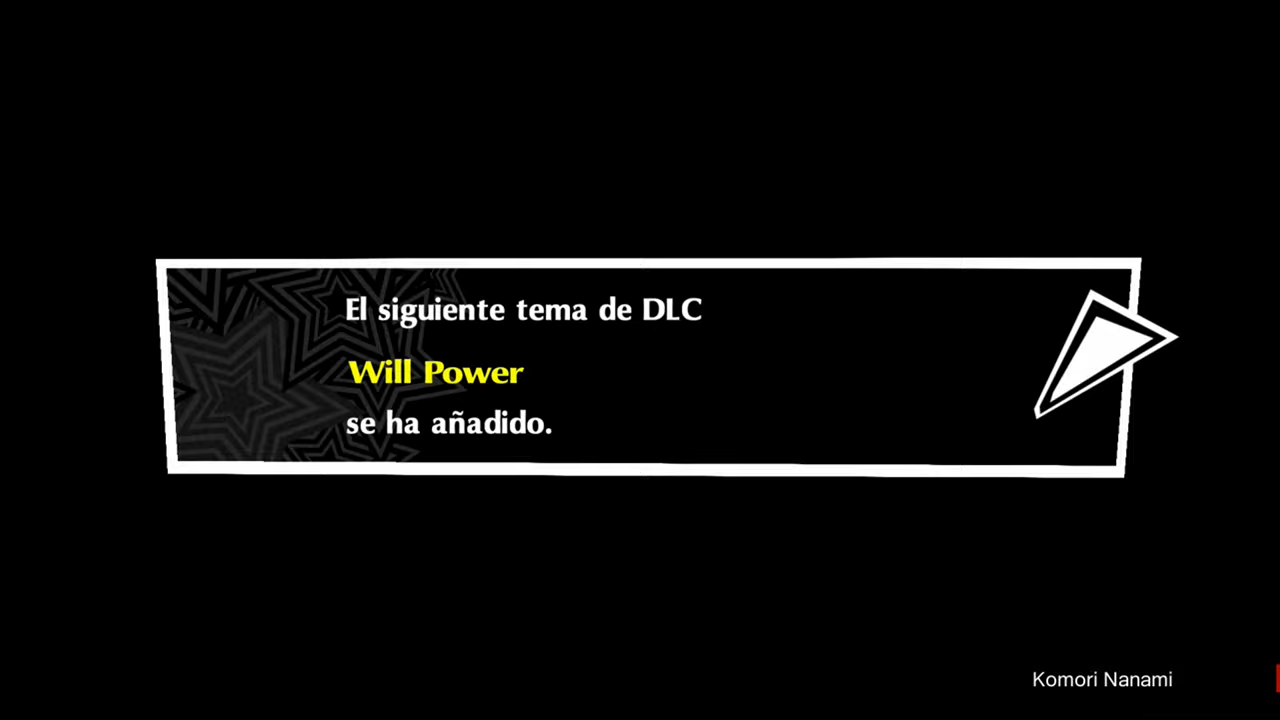 El siguiente tema de DLC
Will Power
se ha añadido.
Komori Nanami